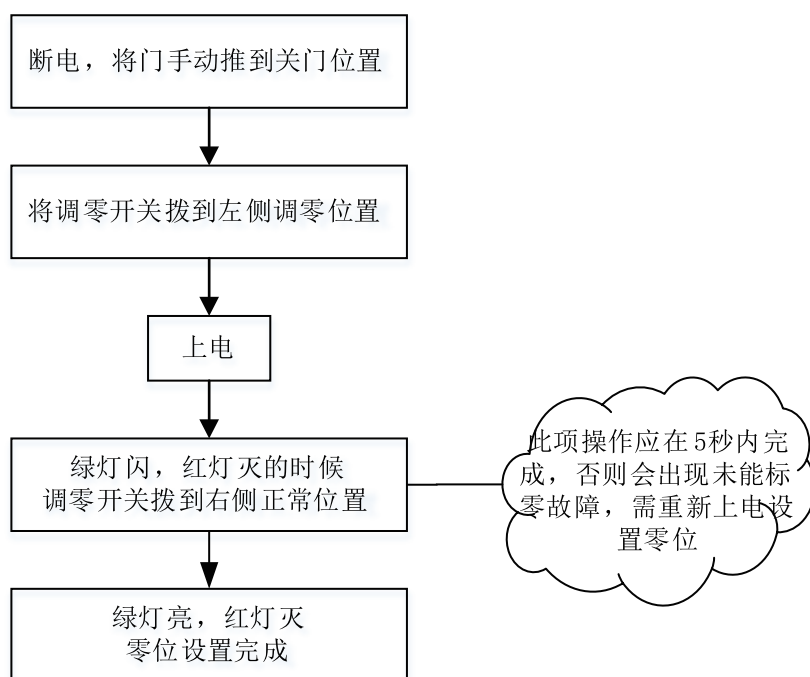 断电，将门手动推到关门位置
将调零开关拨到左侧调零位置
上电
绿灯闪，红灯灭的时候
调零开关拨到右侧正常位置
此项操作应在5秒内完
成，否则会出现未能标
零故障，需重新上电设
置零位
绿灯亮，红灯灭
零位设置完成